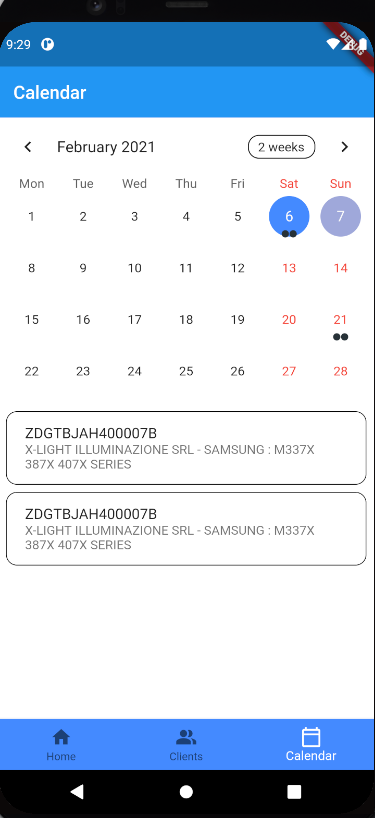 9:29
DEBUG
Calendar
February 2021
2 weeks
Mon Tue Wed Thu Fri Sat Sun
1 2 3 4 5 6 7
8 9 10 11 12 13 14
15 16 17 18 19 20 21
22 23 24 25 26 27 28
ZDGTBJAH400007B
X-LIGHT ILLUMINAZIONE SRL - SAMSUNG : M337X
387X 407X SERIES
ZDGTBJAH400007B
X-LIGHT ILLUMINAZIONE SRL - SAMSUNG : M337X
387X 407X SERIES
Home Clients Calendar